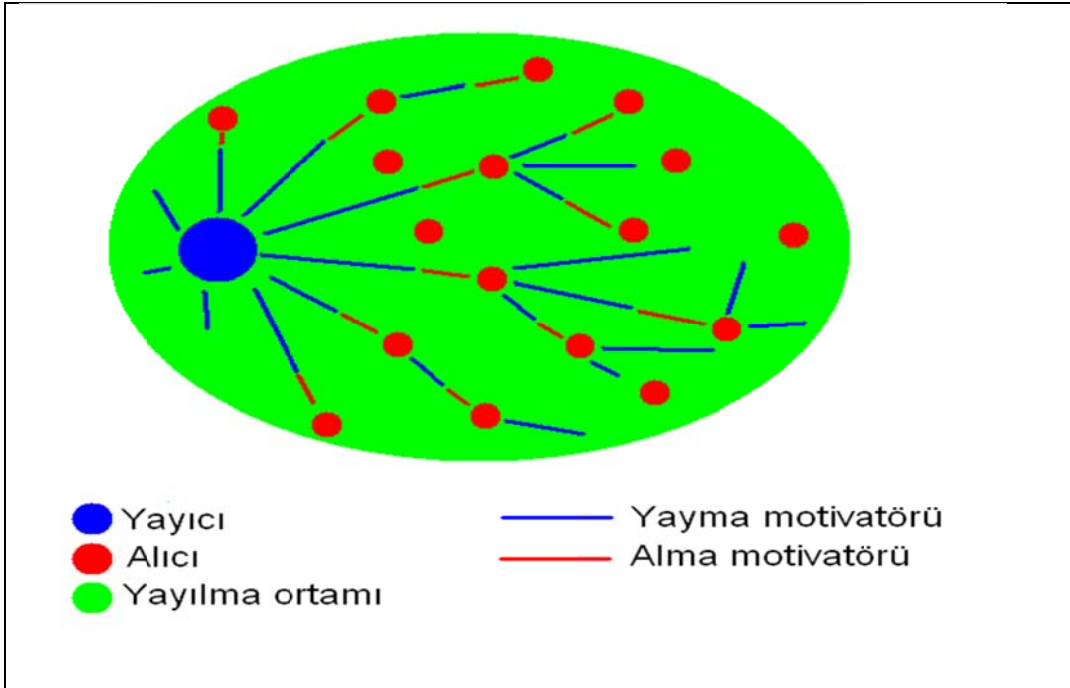 Yayıcı
Alıcı
Yayılma ortamı
Yayma motivatörü
Alma motivatörü